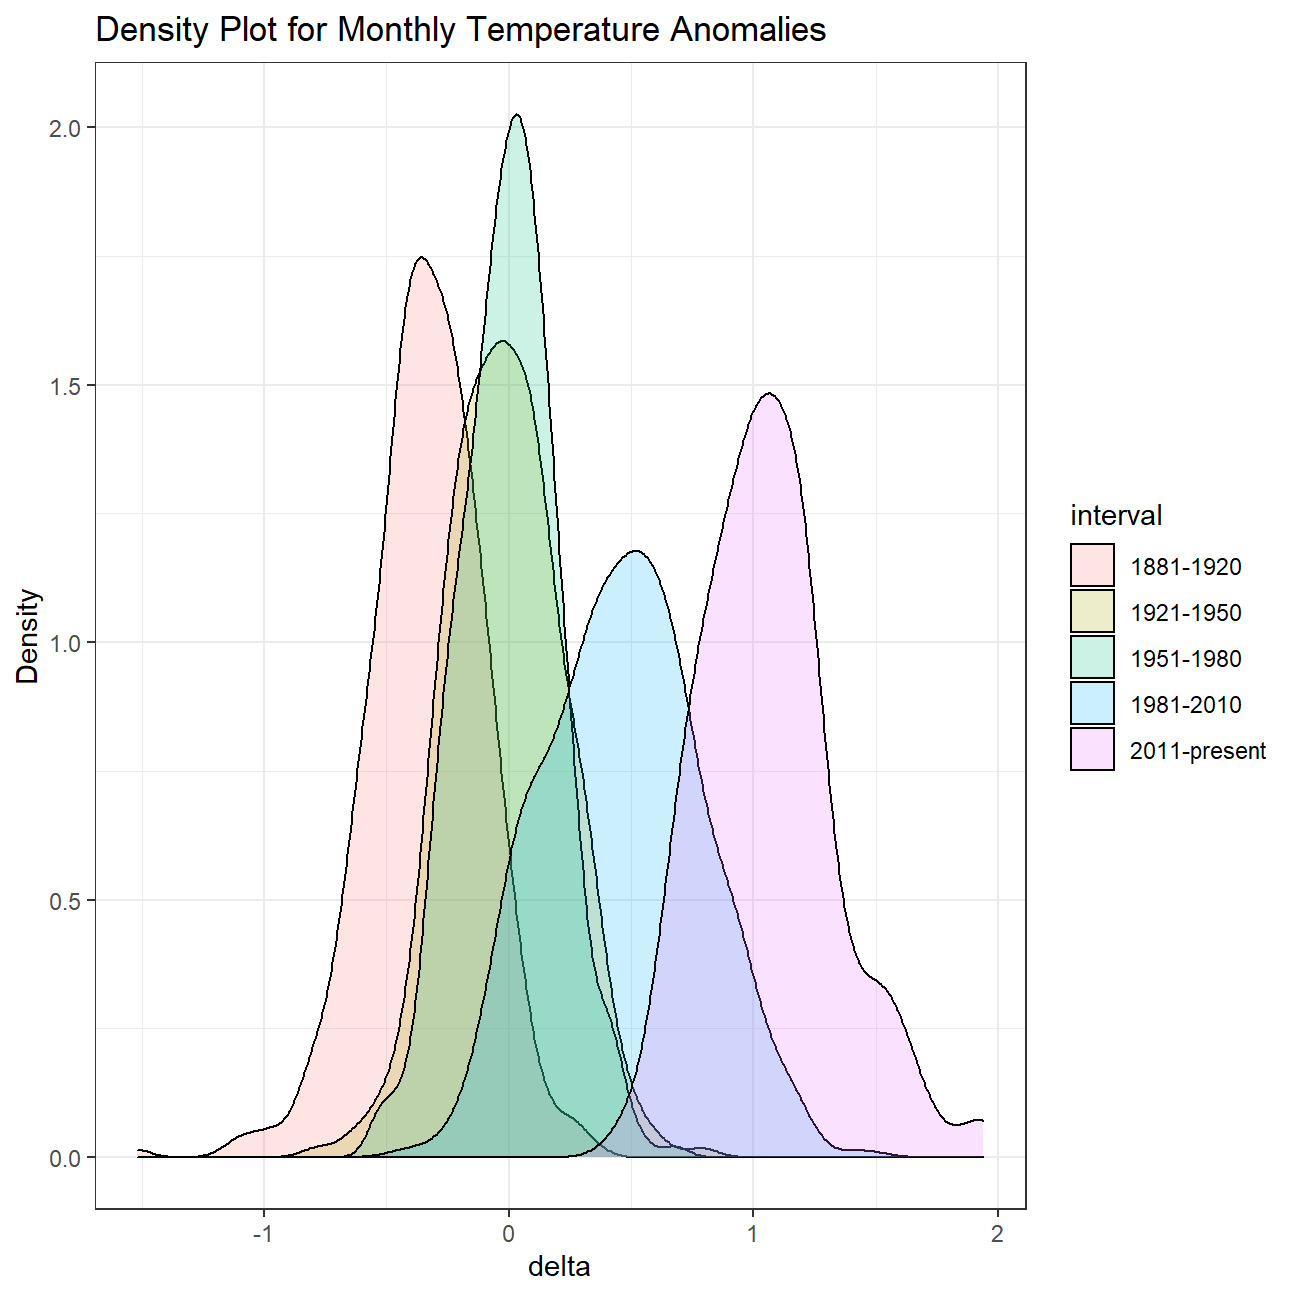 Density Plot for Monthly Temperature Anomalies
2.0
1.5
1.0
0.5
0.0
Density
-1 0 1 2
delta
interval
1881-1920
1921-1950
1951-1980
1981-2010
2011-present